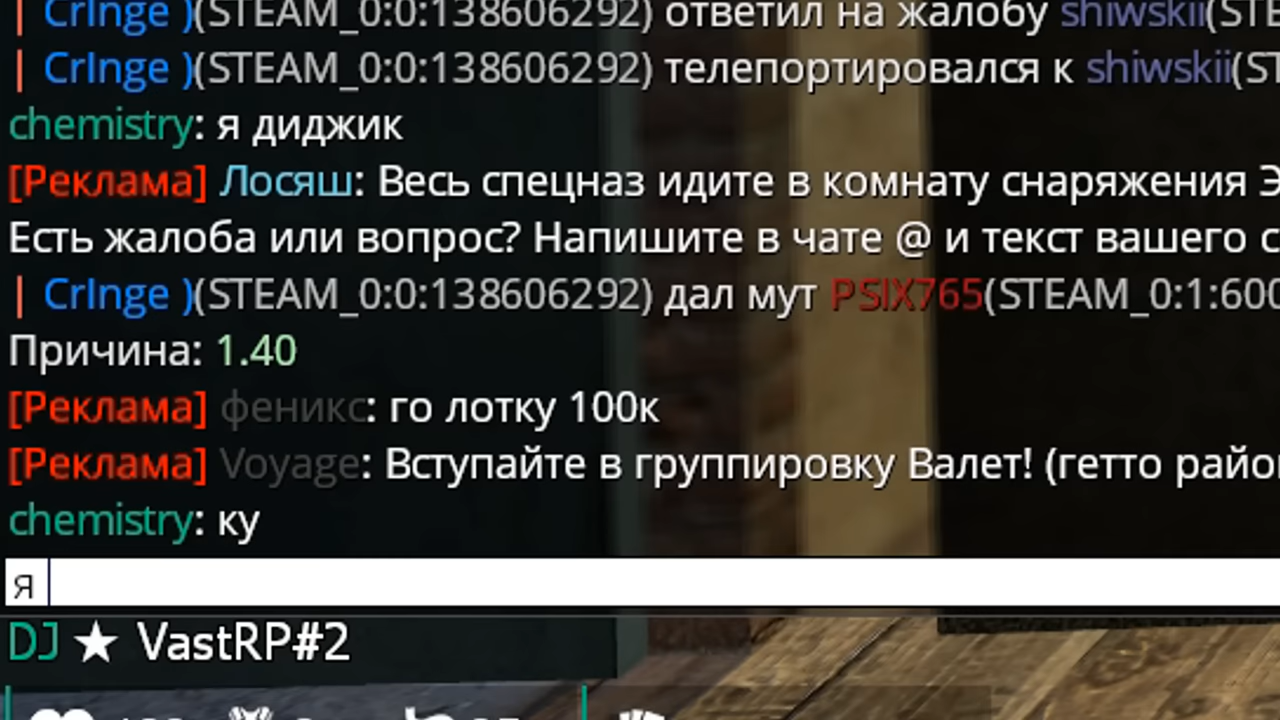 | CrInge )(STEAM_0:0:138606292) ответил на жалобу shiwskii(STE
| CrInge )(STEAM_0:0:138606292) телепортировался к shiwskii(ST
chemistry: я диджик
[Реклама] Лосяш: Весь спецназ идите в комнату снаряжения Э
Есть жалоба или вопрос? Напишите в чате @ и текст вашего с
| CrInge )(STEAM_0:0:138606292) дал мут PSIX765(STEAM_0:1:600
Причина: 1.40
[Реклама] феникс: го лотку 100к
[Реклама] Voyage: Вступайте в группировку Валет! (гетто райо
chemistry: ку
я
DJ ★ VastRP#2